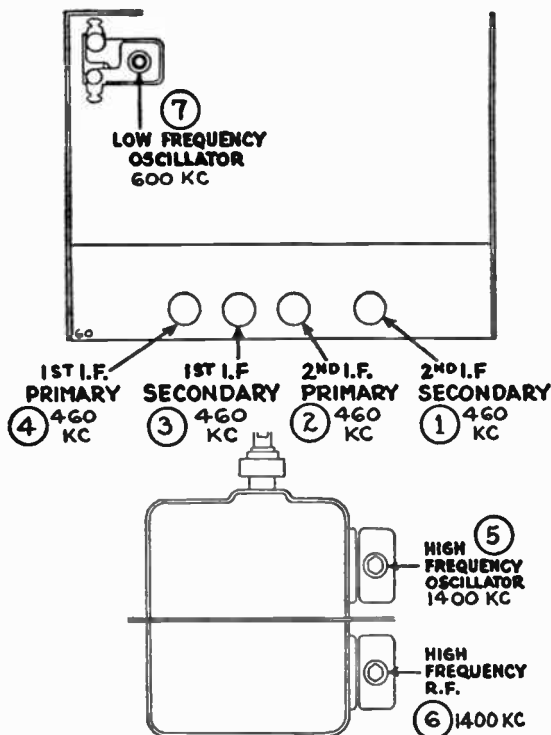 7
LOW FREQUENCY
OSCILLATOR
600 KC
60
1ST I.F.
PRIMARY
4 460
KC
1ST I.F
SECONDARY
3 460
KC
2ND I.F.
PRIMARY
2 460
KC
2ND I.F
SECONDARY
1 460
KC
5
HIGH
FREQUENCY
OSCILLATOR
1400 KC
HIGH
FREQUENCY
R.F.
6 1400 KC